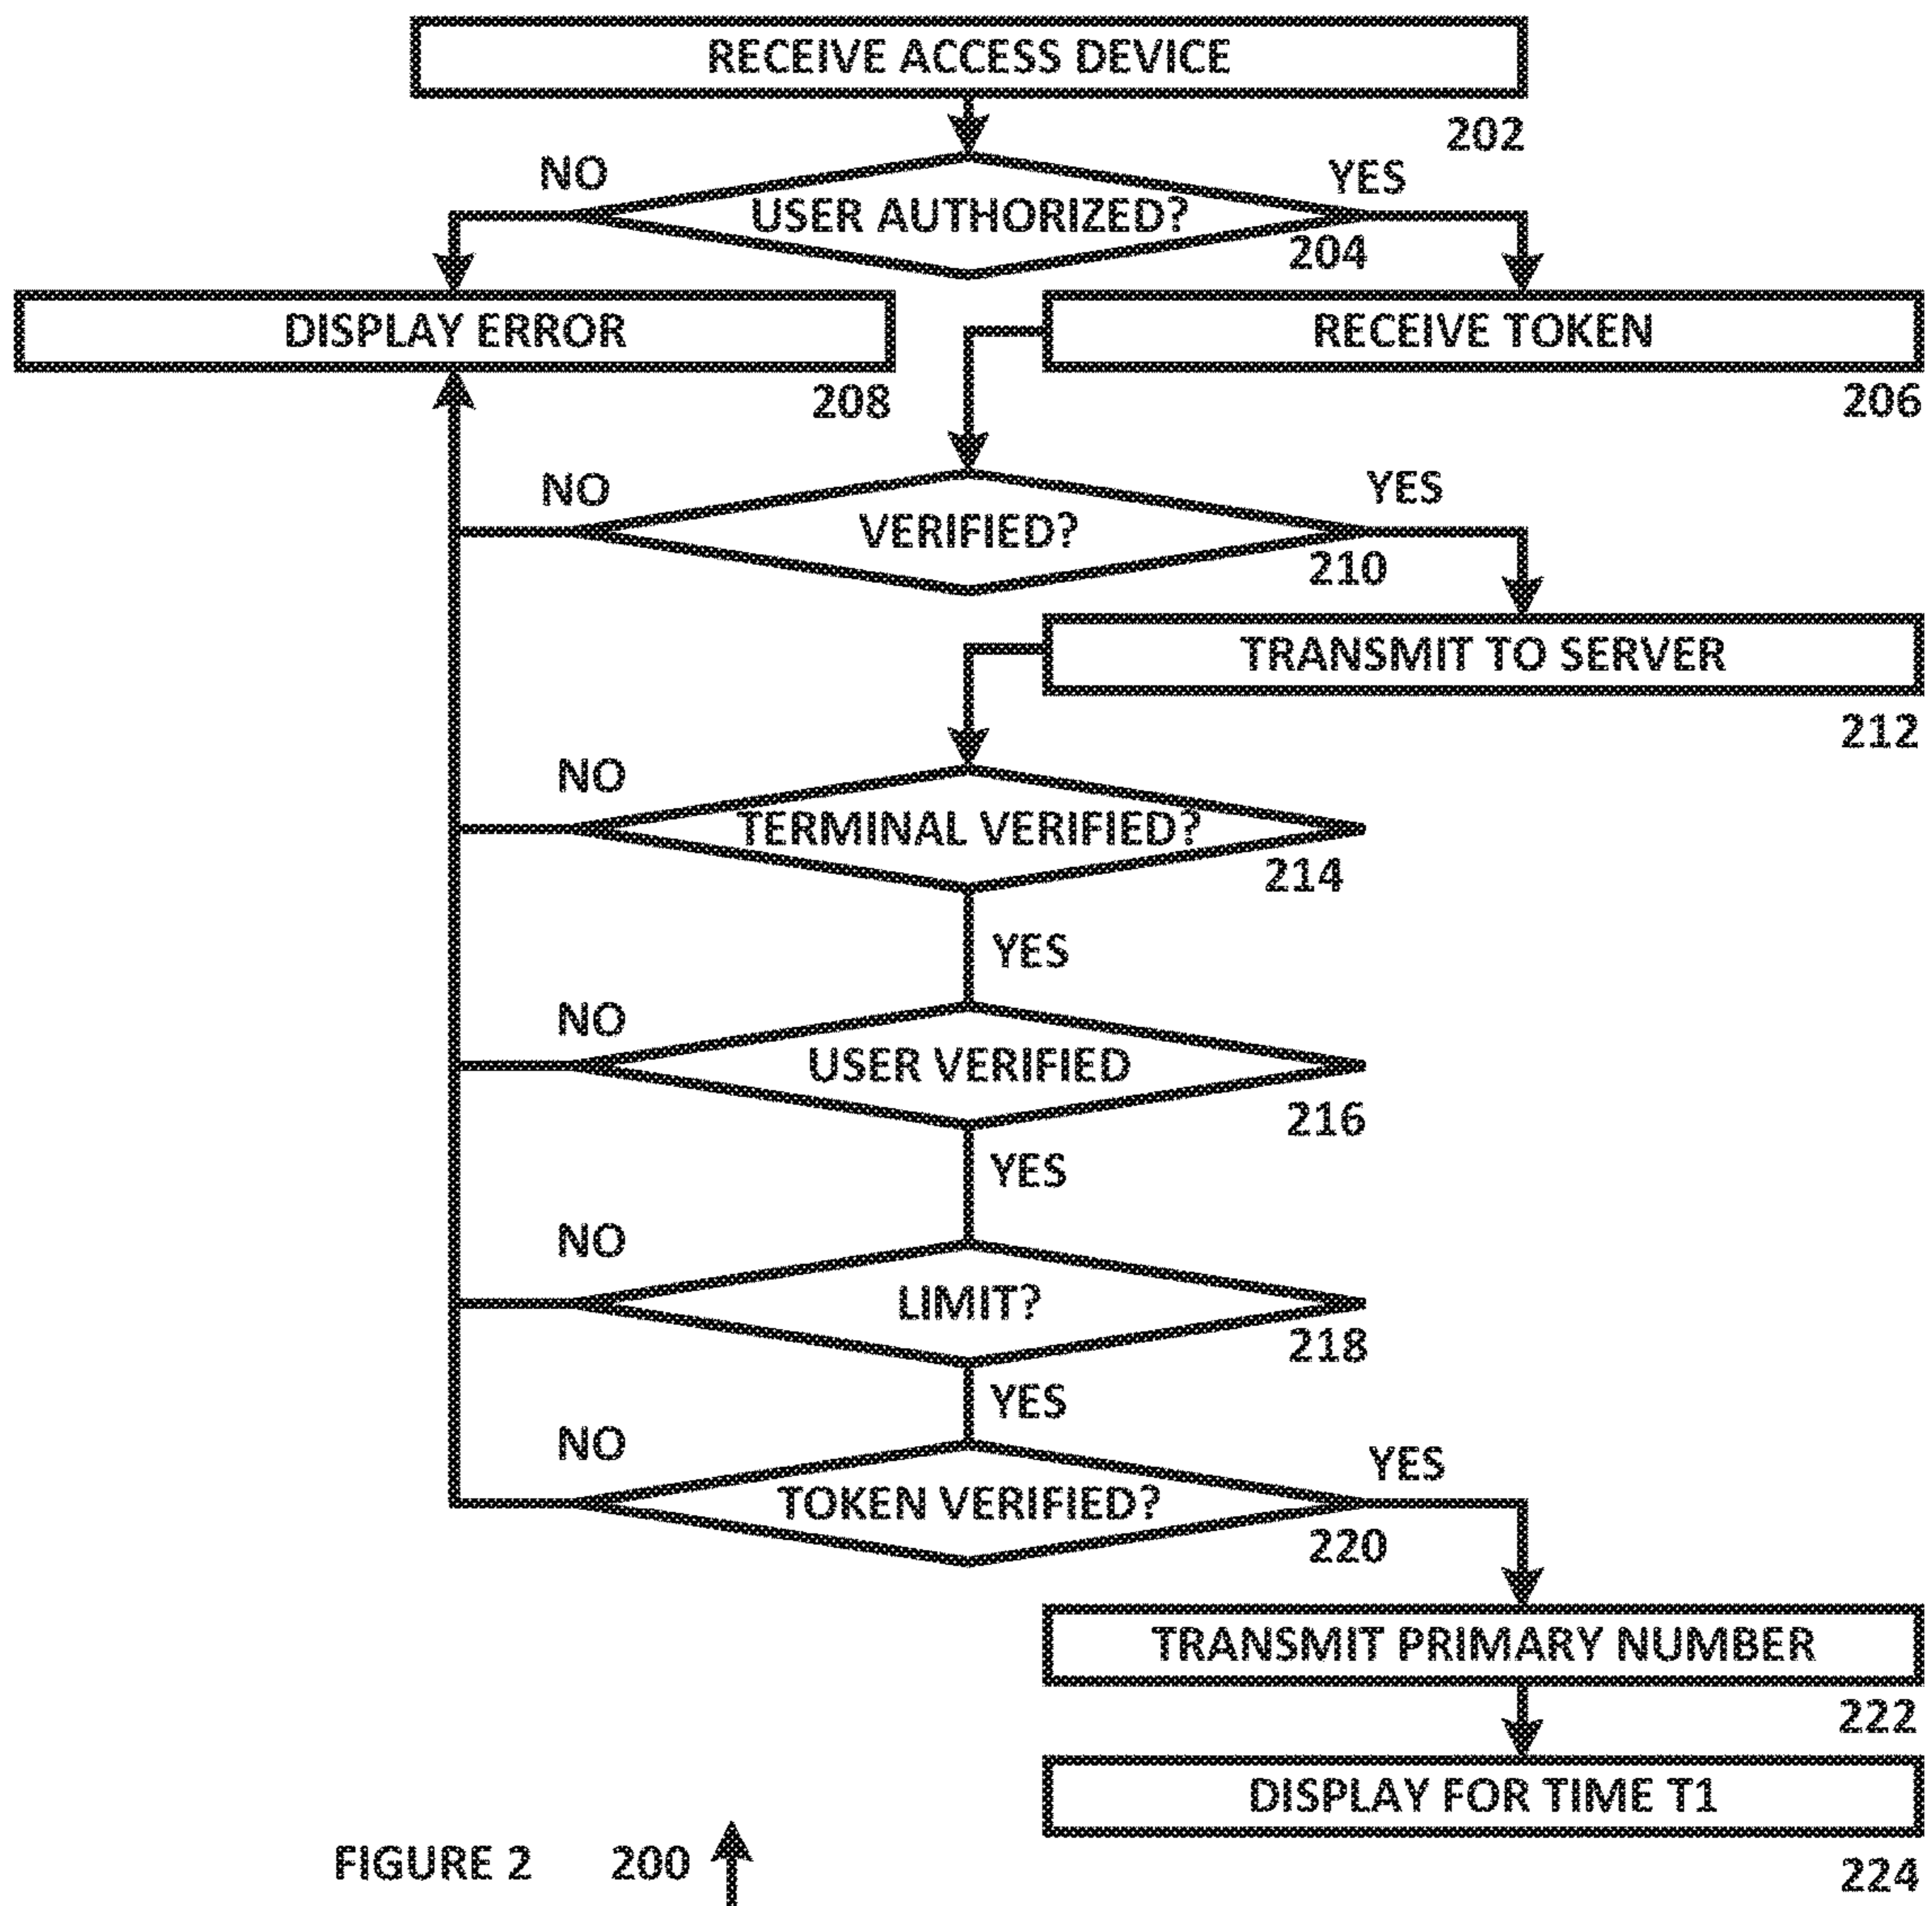 RECEIVE ACCESS DEVICE
202
NO
YES
USER AUTHORIZED?
204
DISPLAY ERROR
208
RECEIVE TOKEN
206
NO
YES
VERIFIED?
210
TRANSMIT TO SERVER
212
NO
TERMINAL VERIFIED?
214
YES
NO
USER VERIFIED
216
YES
NO
LIMIT?
218
YES
NO
YES
TOKEN VERIFIED?
220
TRANSMIT PRIMARY NUMBER
222
DISPLAY FOR TIME T1
224
FIGURE 2 200